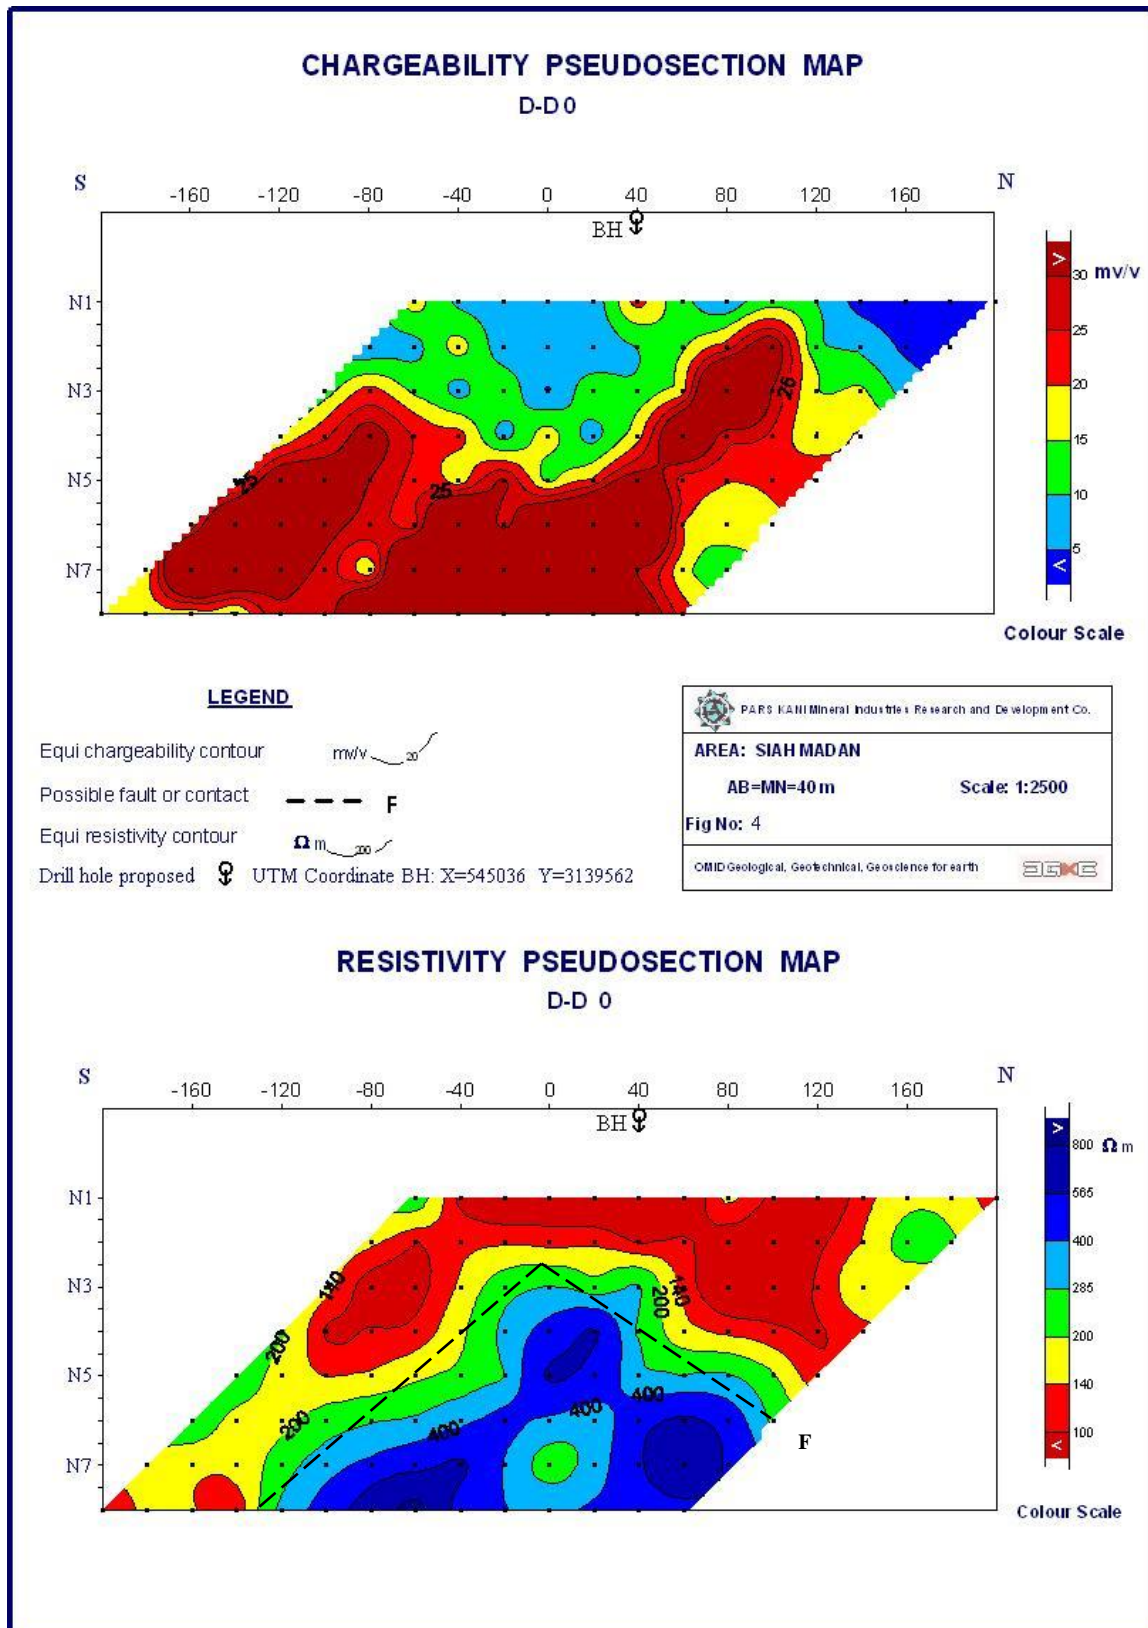 CHARGEABILITY PSEUDOSECTION MAP
D-D 0
S N
-160 -120 -80 -40 0 40 80 120 160
BH
N1
N3
N5
N7
25
25
26
> 30 mv/v
25
20
15
10
< 5
Colour Scale
LEGEND
Equi chargeability contour mv/v 20
Possible fault or contact F
Equi resistivity contour Ω m 200
Drill hole proposed UTM Coordinate BH: X=545036 Y=3139562
PARS KANI Mineral Industries Research and Development Co.
AREA: SIAH MADAN
AB=MN=40 m Scale: 1:2500
Fig No: 4
OMID Geological, Geotechnical, Geoscience for earth
RESISTIVITY PSEUDOSECTION MAP
D-D 0
S N
-160 -120 -80 -40 0 40 80 120 160
BH
N1
N3
N5
N7
140
200
200
400
400
400
200
140
F
> 800 Ω m
565
400
285
200
140
< 100
Colour Scale